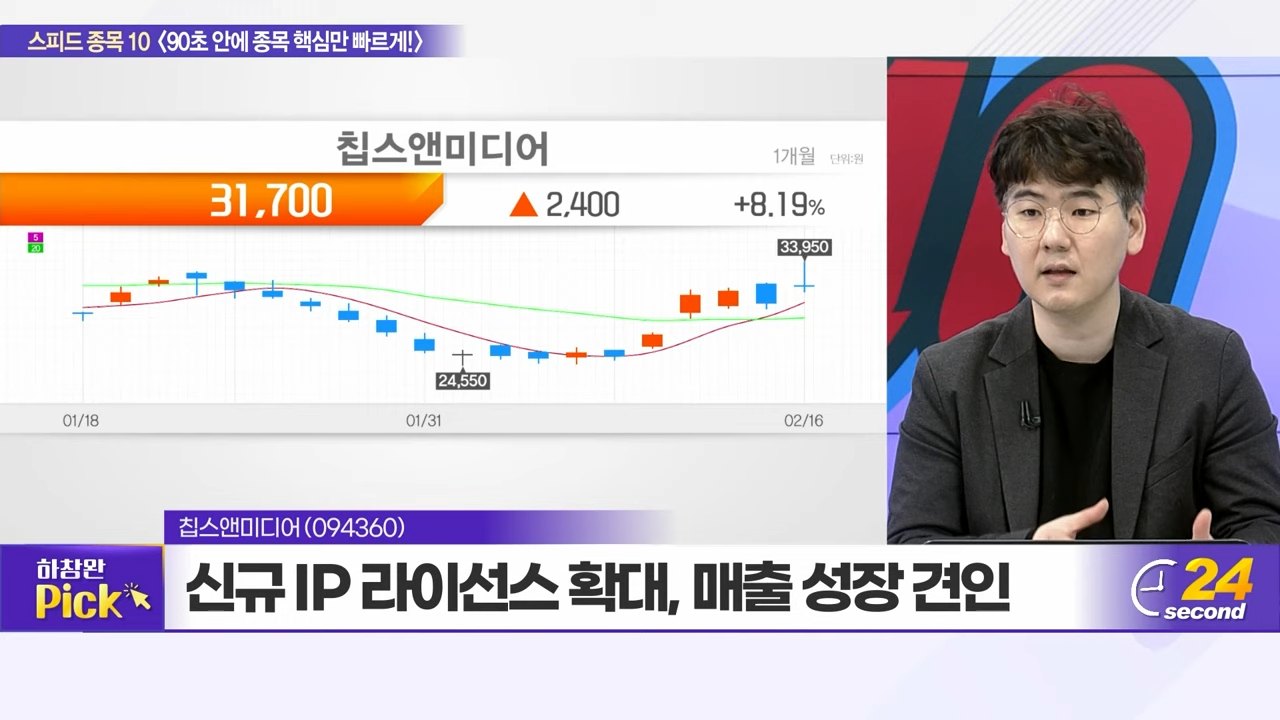 스피드 종목 10 〈90초 안에 종목 핵심만 빠르게!〉
칩스앤미디어
1개월 단위:원
31,700 ▲ 2,400 +8.19%
5
20
33,950
24,550
01/18 01/31 02/16
칩스앤미디어(094360)
하창완
Pick
신규 IP 라이선스 확대, 매출 성장 견인
24
second